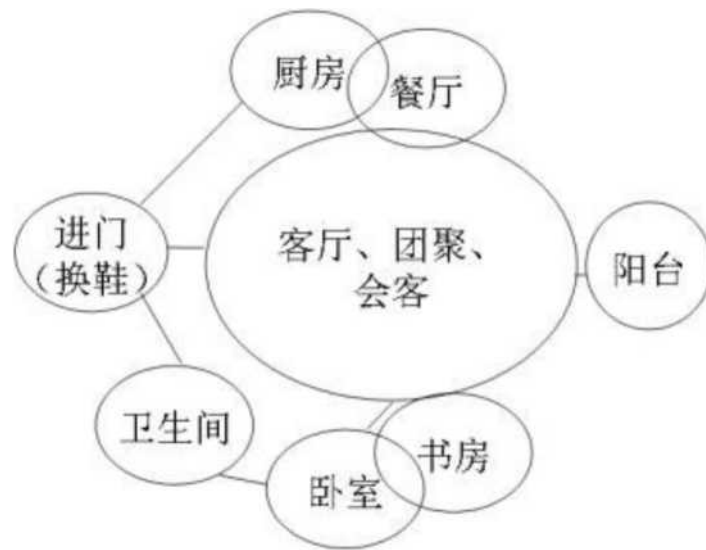 厨房
餐厅
进门
（换鞋）
客厅、团聚、
会客
阳台
卫生间
卧室
书房